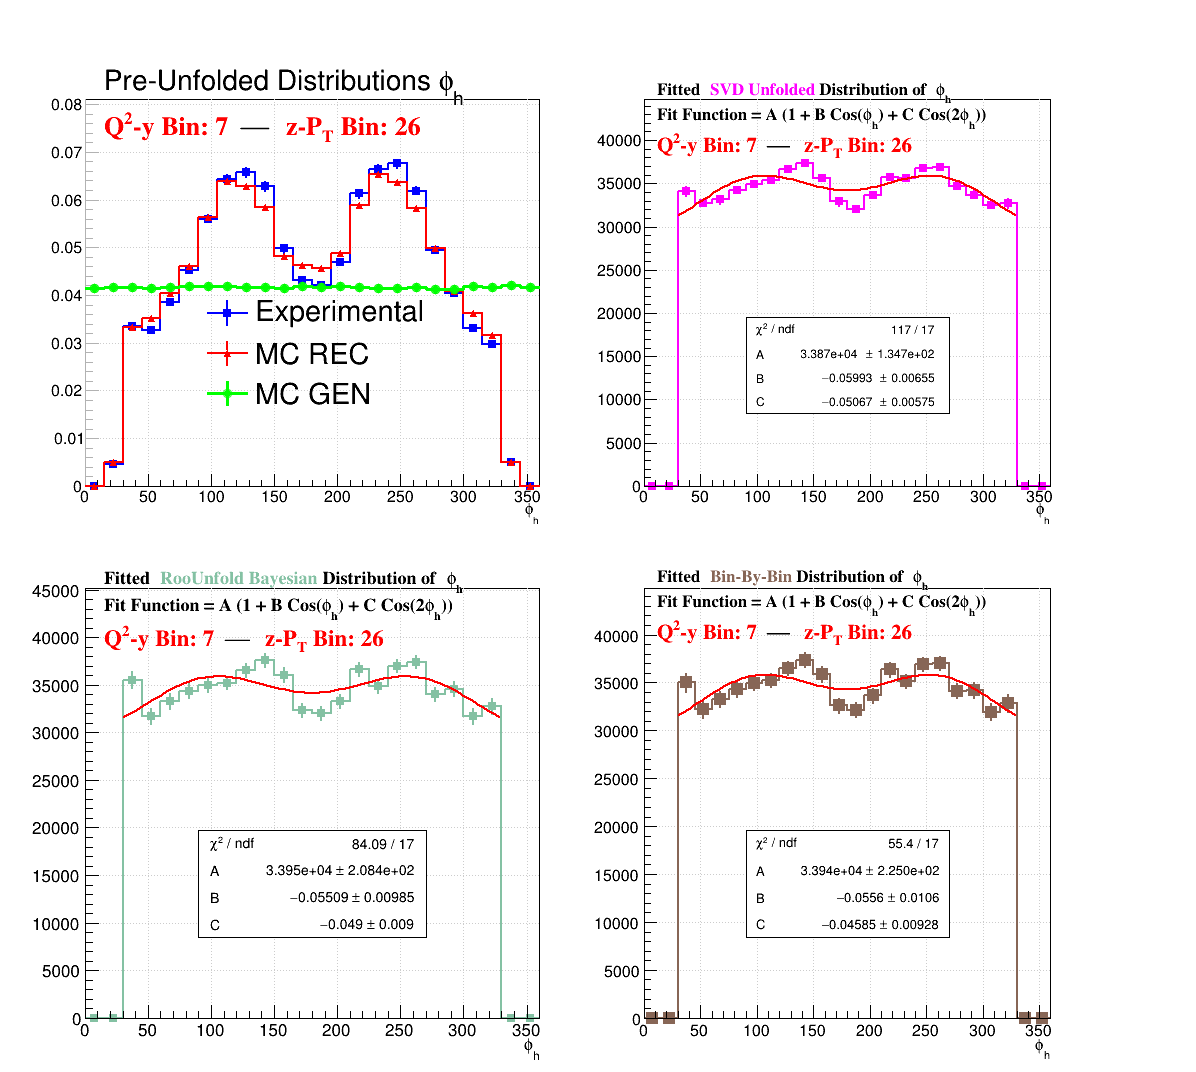 Pre-Unfolded Distributions ϕh
Q²-y Bin: 7 — z-PT Bin: 26
0.08
0.07
0.06
0.05
0.04
0.03
0.02
0.01
0
Experimental
MC REC
MC GEN
0 50 100 150 200 250 300 350
ϕh
Fitted SVD Unfolded Distribution of ϕh
Fit Function = A (1 + B Cos(ϕh) + C Cos(2ϕh))
Q²-y Bin: 7 — z-PT Bin: 26
40000
35000
30000
25000
20000
15000
10000
5000
0
χ² / ndf 117 / 17
A 3.387e+04 ± 1.347e+02
B −0.05993 ± 0.00655
C −0.05067 ± 0.00575
0 50 100 150 200 250 300 350
ϕh
Fitted RooUnfold Bayesian Distribution of ϕh
Fit Function = A (1 + B Cos(ϕh) + C Cos(2ϕh))
Q²-y Bin: 7 — z-PT Bin: 26
45000
40000
35000
30000
25000
20000
15000
10000
5000
0
χ² / ndf 84.09 / 17
A 3.395e+04 ± 2.084e+02
B −0.05509 ± 0.00985
C −0.049 ± 0.009
0 50 100 150 200 250 300 350
ϕh
Fitted Bin-By-Bin Distribution of ϕh
Fit Function = A (1 + B Cos(ϕh) + C Cos(2ϕh))
Q²-y Bin: 7 — z-PT Bin: 26
40000
35000
30000
25000
20000
15000
10000
5000
0
χ² / ndf 55.4 / 17
A 3.394e+04 ± 2.250e+02
B −0.0556 ± 0.0106
C −0.04585 ± 0.00928
0 50 100 150 200 250 300 350
ϕh